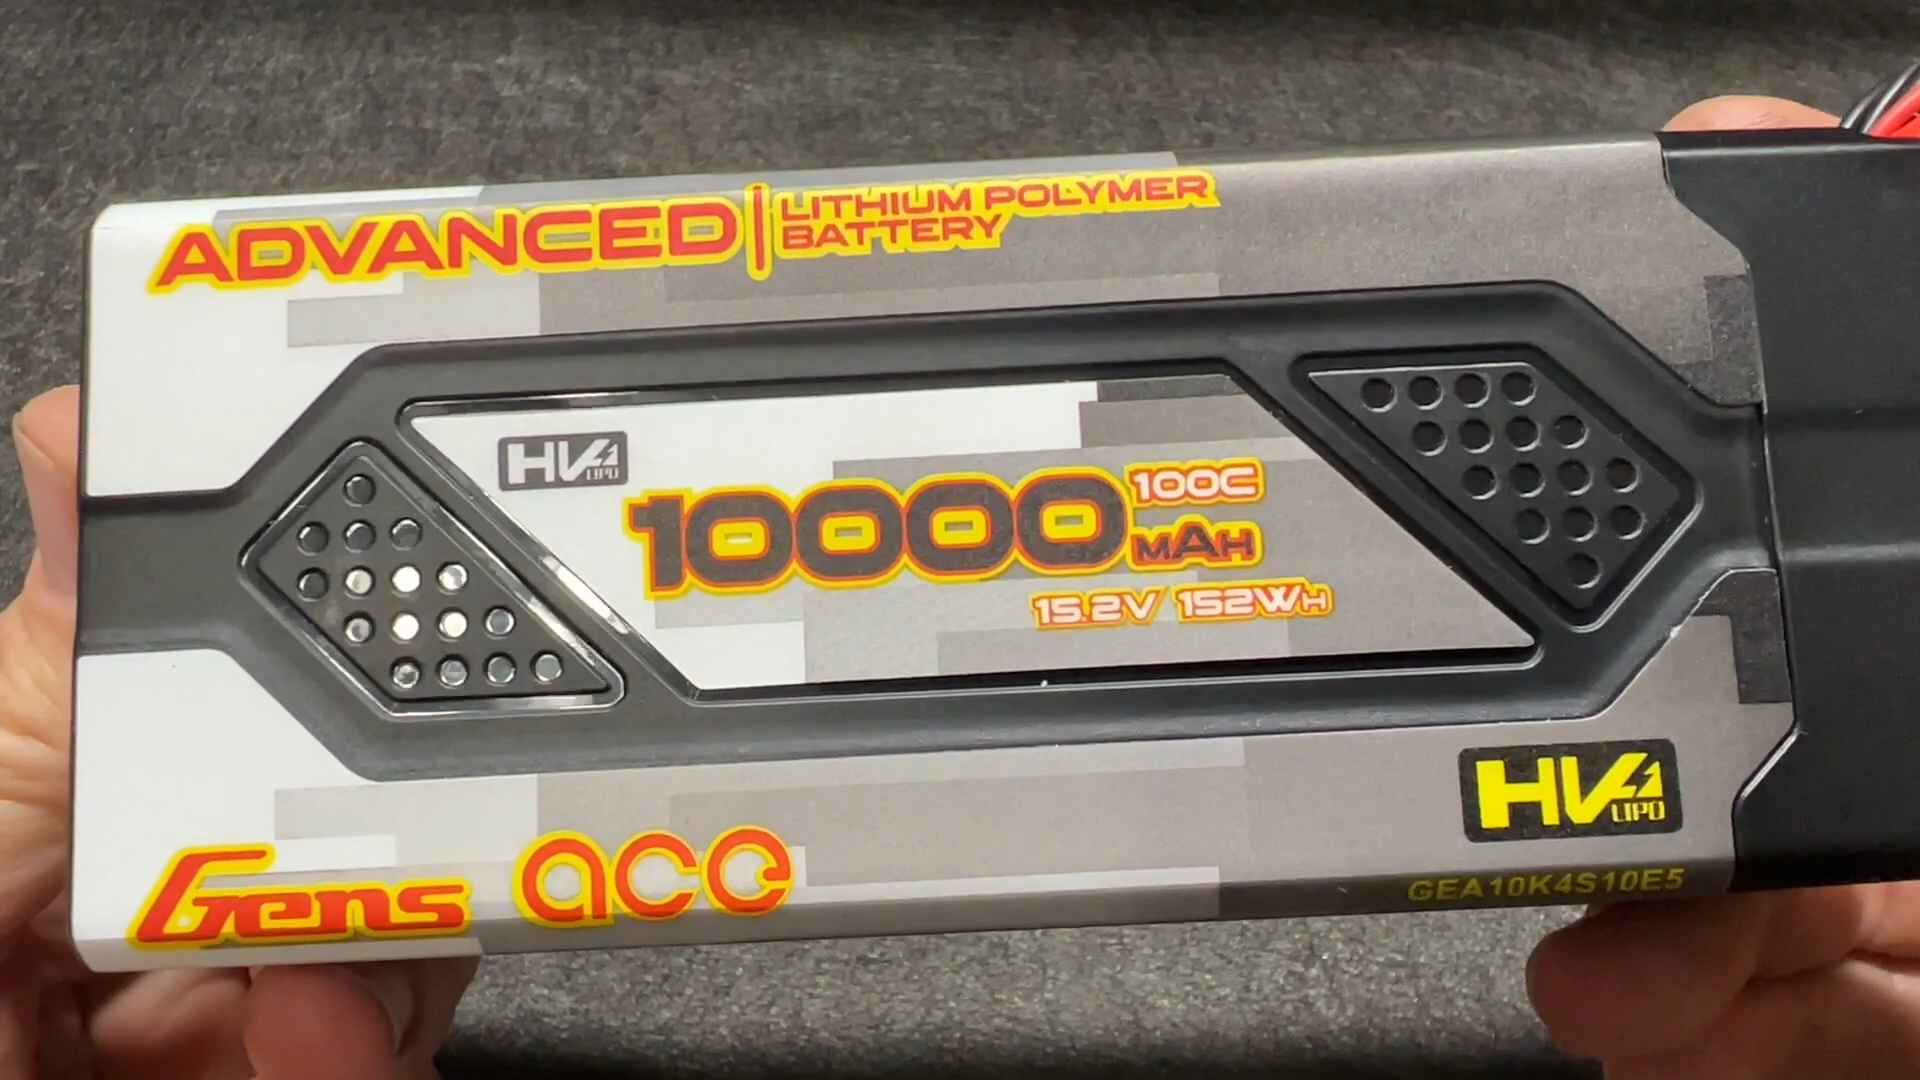 ADVANCED
LITHIUM POLYMER
BATTERY
HV
LIPO
10000
100C
MAH
15.2V 152WH
Gens ace
HV
LIPO
GEA10K4S10E5